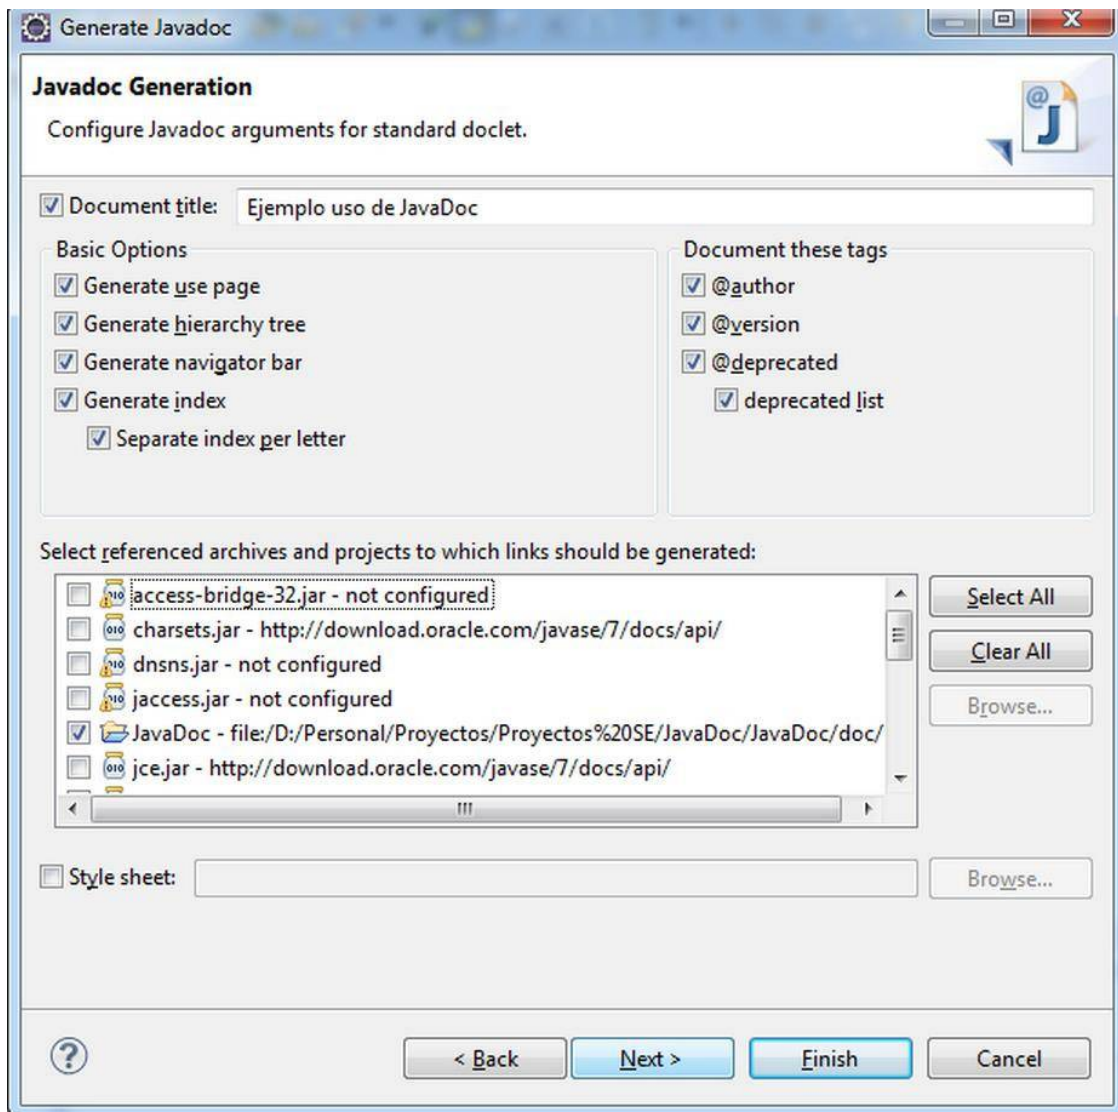 Generate Javadoc
Javadoc Generation
Configure Javadoc arguments for standard doclet.
Document title: Ejemplo uso de JavaDoc
Basic Options
Generate use page
Generate hierarchy tree
Generate navigator bar
Generate index
Separate index per letter
Document these tags
@author
@version
@deprecated
deprecated list
Select referenced archives and projects to which links should be generated:
access-bridge-32.jar - not configured
charsets.jar - http://download.oracle.com/javase/7/docs/api/
dnsns.jar - not configured
jaccess.jar - not configured
JavaDoc - file:/D:/Personal/Proyectos/Proyectos%20SE/JavaDoc/JavaDoc/doc/
jce.jar - http://download.oracle.com/javase/7/docs/api/
Select All
Clear All
Browse...
Style sheet:
Browse...
< Back
Next >
Finish
Cancel